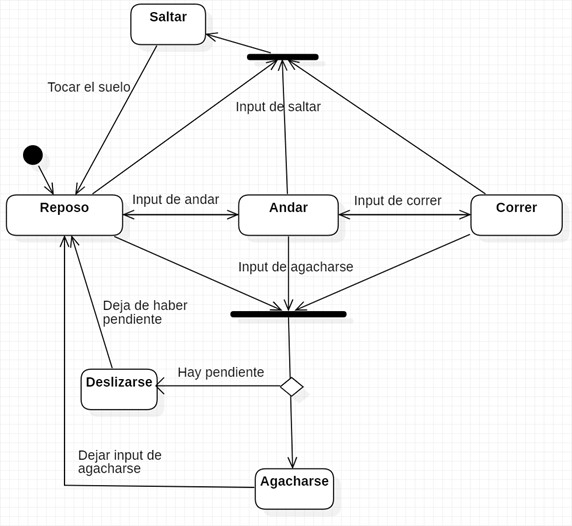 Saltar
Tocar el suelo
Input de saltar
Reposo
Input de andar
Andar
Input de correr
Correr
Input de agacharse
Deja de haber
pendiente
Hay pendiente
Deslizarse
Dejar input de
agacharse
Agacharse